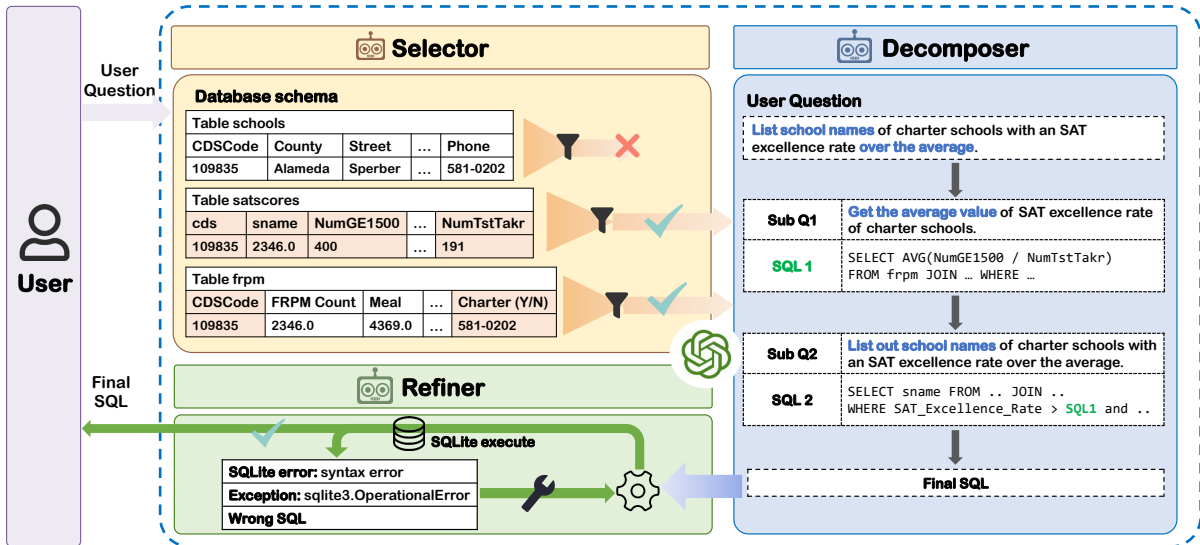 User
Question
User
Final
SQL
Selector
Database schema
Table schools
CDSCode County Street ... Phone
109835 Alameda Sperber ... 581-0202
Table satscores
cds sname NumGE1500 ... NumTstTakr
109835 2346.0 400 ... 191
Table frpm
CDSCode FRPM Count Meal ... Charter (Y/N)
109835 2346.0 4369.0 ... 581-0202
Refiner
SQLite execute
SQLite error: syntax error
Exception: sqlite3.OperationalError
Wrong SQL
Decomposer
User Question
List school names of charter schools with an SAT
excellence rate over the average.
Sub Q1
Get the average value of SAT excellence rate
of charter schools.
SQL 1
SELECT AVG(NumGE1500 / NumTstTakr)
FROM frpm JOIN … WHERE …
Sub Q2
List out school names of charter schools with
an SAT excellence rate over the average.
SQL 2
SELECT sname FROM .. JOIN ..
WHERE SAT_Excellence_Rate > SQL1 and ..
Final SQL